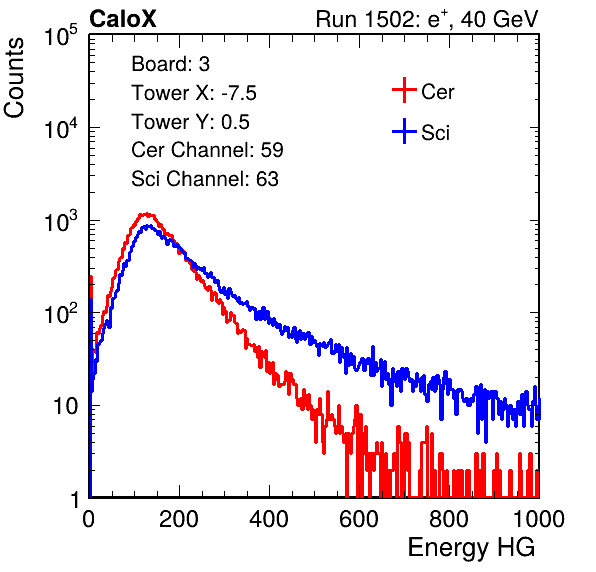 CaloX
Run 1502: e⁺, 40 GeV
Counts
Board: 3
Tower X: -7.5
Tower Y: 0.5
Cer Channel: 59
Sci Channel: 63
Cer
Sci
10⁵
10⁴
10³
10²
10
1
0 200 400 600 800 1000
Energy HG